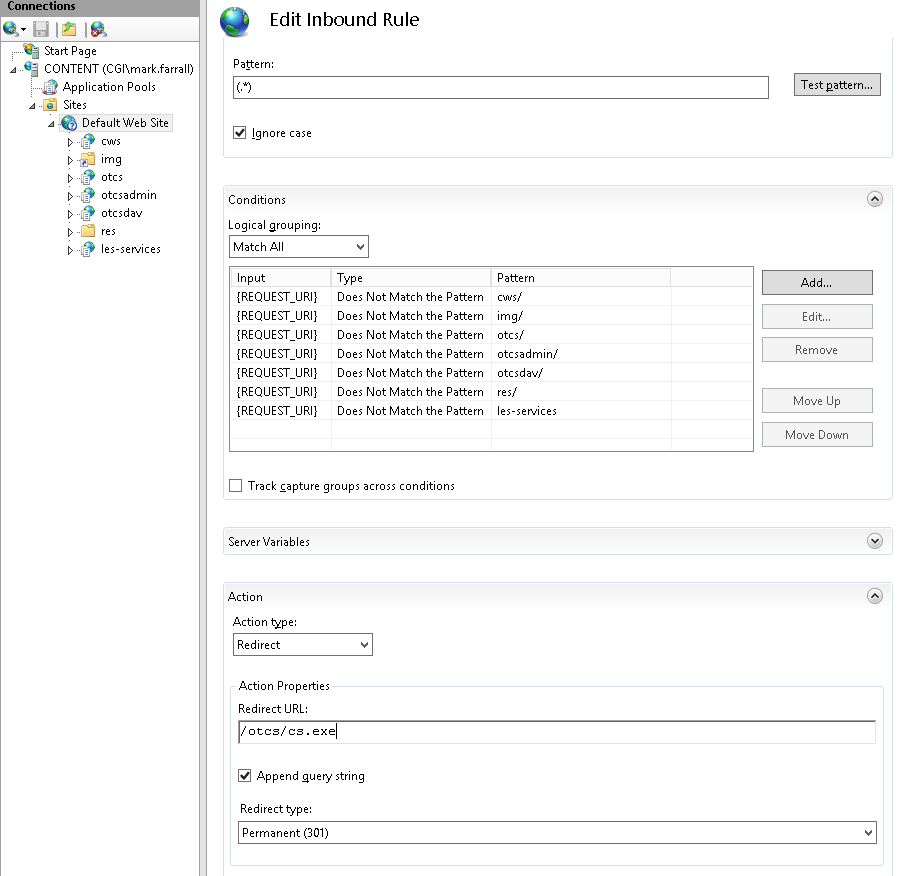 Connections
Start Page
CONTENT (CGI\mark.farrall)
Application Pools
Sites
Default Web Site
cws
img
otcs
otcsadmin
otcsdav
res
les-services
Edit Inbound Rule
Pattern:
(.*)
Test pattern...
Ignore case
Conditions
Logical grouping:
Match All
Input Type Pattern
{REQUEST_URI} Does Not Match the Pattern cws/
{REQUEST_URI} Does Not Match the Pattern img/
{REQUEST_URI} Does Not Match the Pattern otcs/
{REQUEST_URI} Does Not Match the Pattern otcsadmin/
{REQUEST_URI} Does Not Match the Pattern otcsdav/
{REQUEST_URI} Does Not Match the Pattern res/
{REQUEST_URI} Does Not Match the Pattern les-services
Add...
Edit...
Remove
Move Up
Move Down
Track capture groups across conditions
Server Variables
Action
Action type:
Redirect
Action Properties
Redirect URL:
/otcs/cs.exe
Append query string
Redirect type:
Permanent (301)